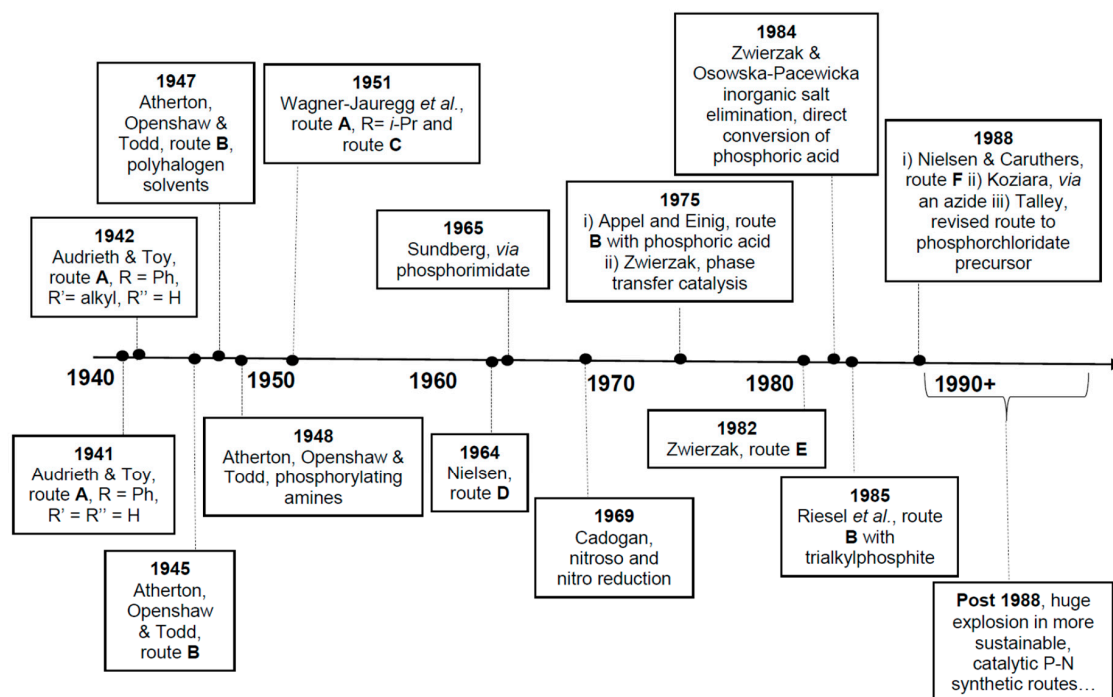 1947
Atherton,
Openshaw &
Todd, route B,
polyhalogen
solvents
1951
Wagner-Jauregg et al.,
route A, R= i-Pr and
route C
1984
Zwierzak &
Osowska-Pacewicka
inorganic salt
elimination, direct
conversion of
phosphoric acid
1988
i) Nielsen & Caruthers,
route F ii) Koziara, via
an azide iii) Talley,
revised route to
phosphorchloridate
precursor
1942
Audrieth & Toy,
route A, R = Ph,
R'= alkyl, R'' = H
1965
Sundberg, via
phosphorimidate
1975
i) Appel and Einig, route
B with phosphoric acid
ii) Zwierzak, phase
transfer catalysis
1940
1950
1960
1970
1980
1990+
1941
Audrieth & Toy,
route A, R = Ph,
R' = R'' = H
1945
Atherton,
Openshaw
& Todd,
route B
1948
Atherton, Openshaw &
Todd, phosphorylating
amines
1964
Nielsen,
route D
1969
Cadogan,
nitroso and
nitro reduction
1982
Zwierzak, route E
1985
Riesel et al., route
B with
trialkylphosphite
Post 1988, huge
explosion in more
sustainable,
catalytic P-N
synthetic routes…